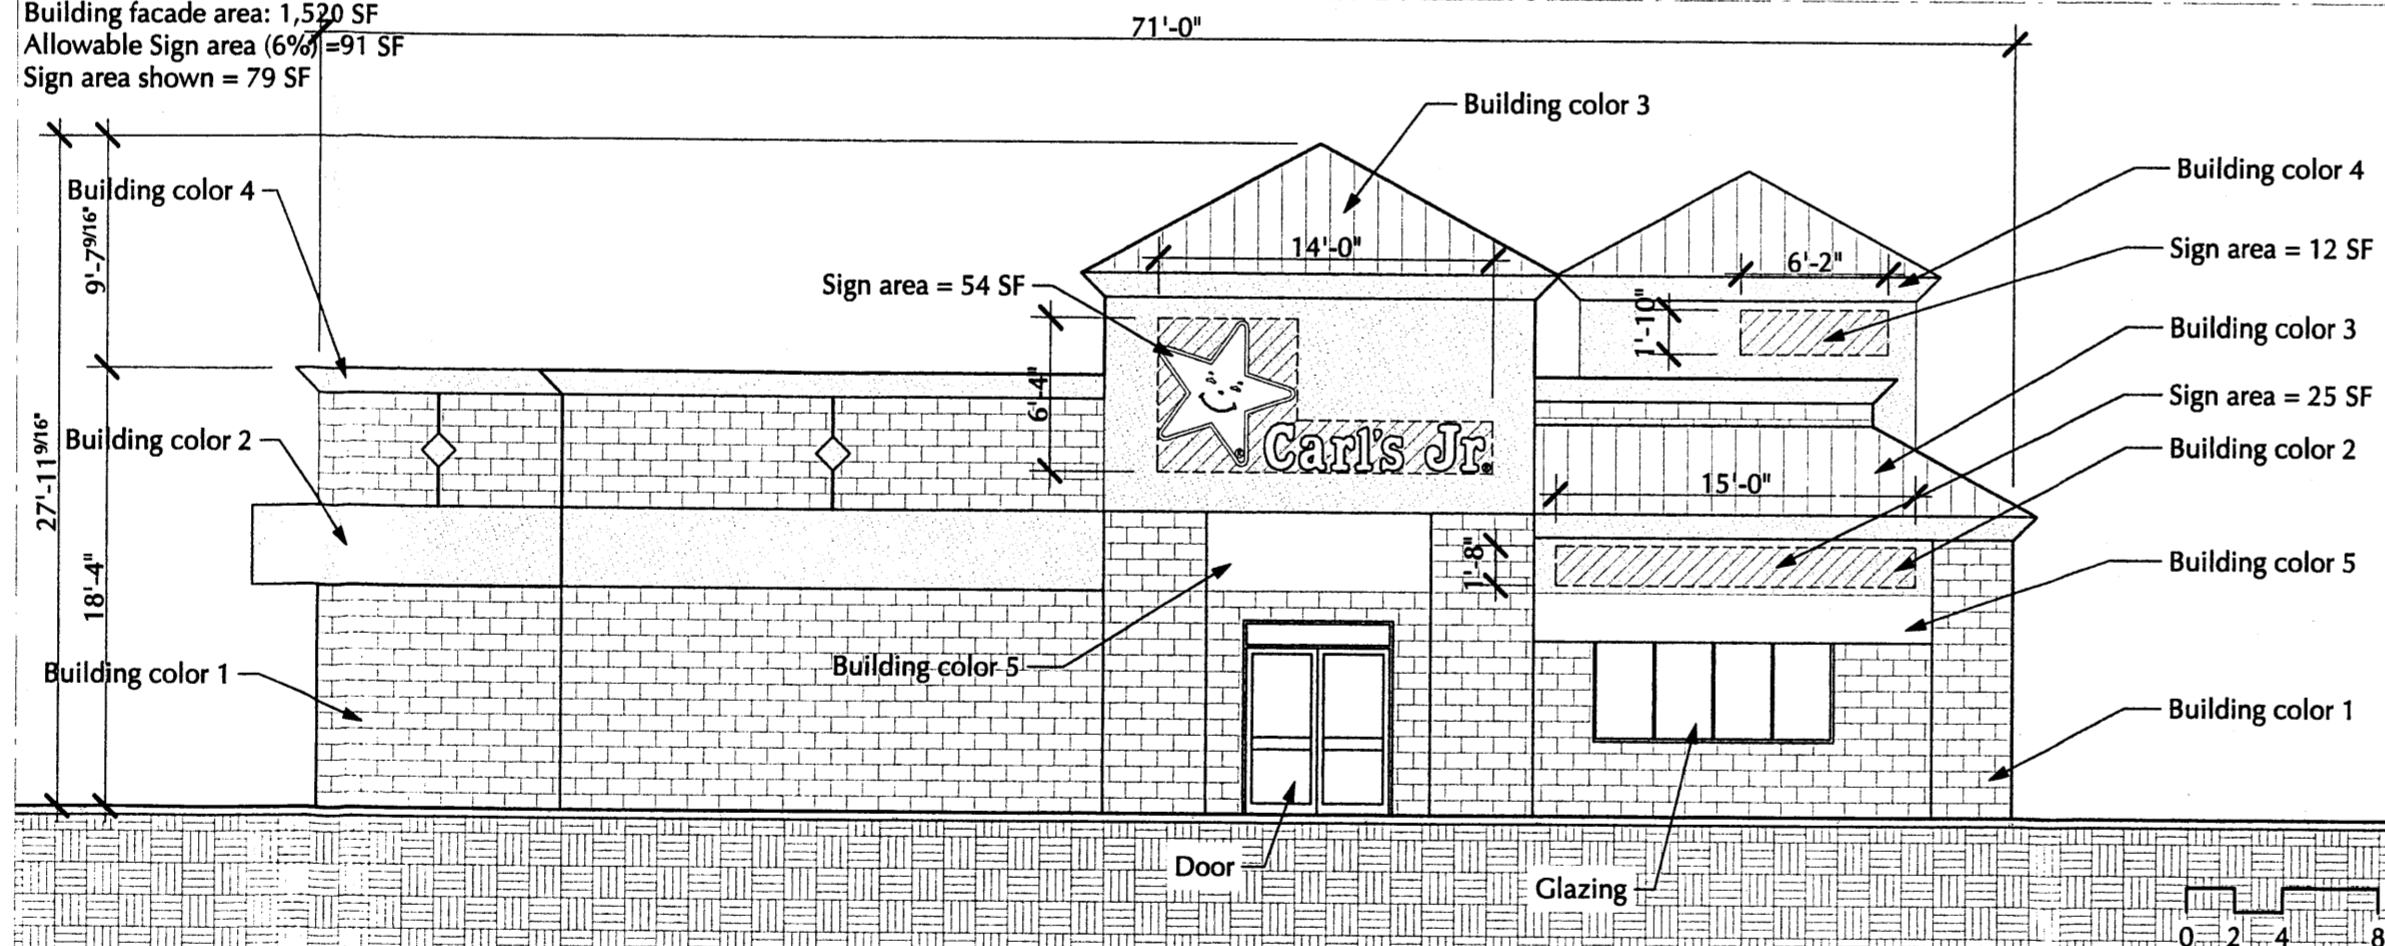 Building facade area: 1,520 SF
Allowable Sign area (6%) =91 SF
Sign area shown = 79 SF
71'-0"
Building color 3
Building color 4
Building color 4
9'-7 9/16"
14'-0"
6'-2"
Sign area = 12 SF
Sign area = 54 SF
1'-10"
Building color 3
6'-4"
Sign area = 25 SF
Building color 2
Carl's Jr.®
®
Building color 2
27'-11 9/16"
15'-0"
18'-4"
1'-8"
Building color 5
Building color 5
Building color 1
Building color 1
Door
Glazing
0 2 4 8